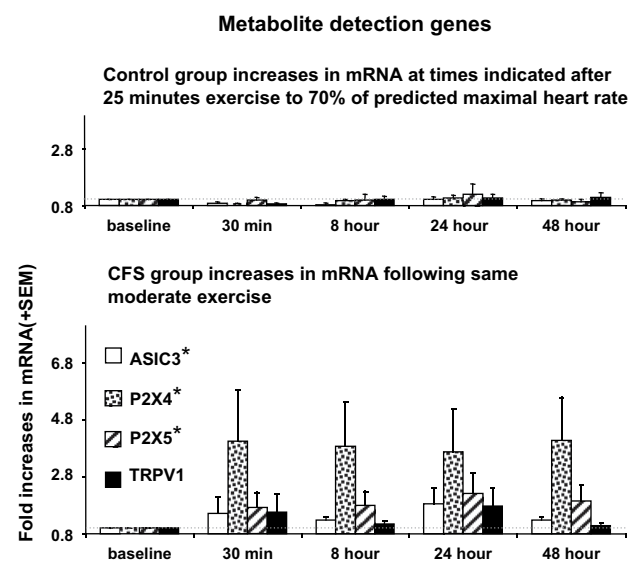 Metabolite detection genes
Control group increases in mRNA at times indicated after
25 minutes exercise to 70% of predicted maximal heart rate
2.8
0.8
baseline 30 min 8 hour 24 hour 48 hour
CFS group increases in mRNA following same
moderate exercise
Fold increases in mRNA(+SEM)
6.8
4.8
2.8
0.8
ASIC3*
P2X4*
P2X5*
TRPV1
baseline 30 min 8 hour 24 hour 48 hour